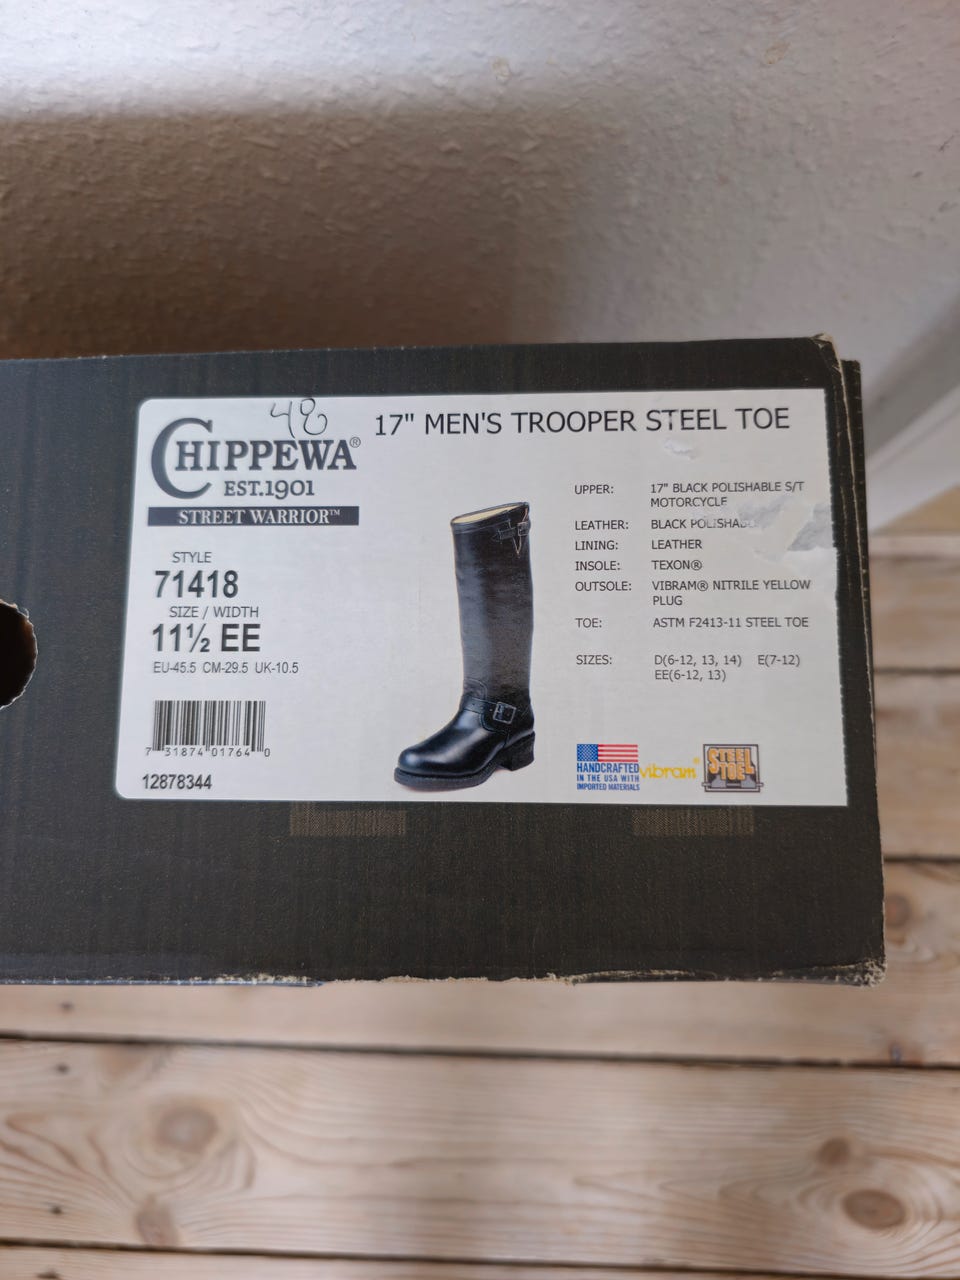 48
17" MEN'S TROOPER STEEL TOE
CHIPPEWA®
EST.1901
STREET WARRIOR™
STYLE
71418
SIZE / WIDTH
11½ EE
EU-45.5 CM-29.5 UK-10.5
7 31874 01764 0
12878344
UPPER: 17" BLACK POLISHABLE S/T
MOTORCYCLE
LEATHER: BLACK
LINING: LEATHER
INSOLE: TEXON®
OUTSOLE: VIBRAM® NITRILE YELLOW
PLUG
TOE: ASTM F2413-11 STEEL TOE
SIZES: D(6-12, 13, 14) E(7-12)
EE(6-12, 13)
HANDCRAFTED
IN THE USA WITH
IMPORTED MATERIALS
vibram®
STEEL
TOE